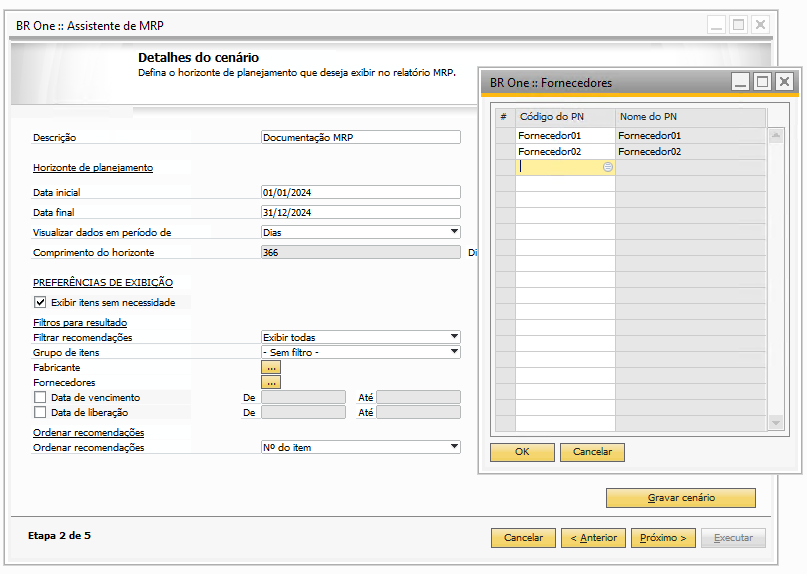 BR One :: Assistente de MRP
Detalhes do cenário
Defina o horizonte de planejamento que deseja exibir no relatório MRP.
Descrição Documentação MRP
Horizonte de planejamento
Data inicial 01/01/2024
Data final 31/12/2024
Visualizar dados em período de Dias
Comprimento do horizonte 366 Di
PREFERÊNCIAS DE EXIBIÇÃO
Exibir itens sem necessidade
Filtros para resultado
Filtrar recomendações Exibir todas
Grupo de itens - Sem filtro -
Fabricante ...
Fornecedores ...
Data de vencimento De Até
Data de liberação De Até
Ordenar recomendações
Ordenar recomendações Nº do item
BR One :: Fornecedores
# Código do PN Nome do PN
Fornecedor01 Fornecedor01
Fornecedor02 Fornecedor02
OK Cancelar
Gravar cenário
Etapa 2 de 5 Cancelar < Anterior Próximo > Executar